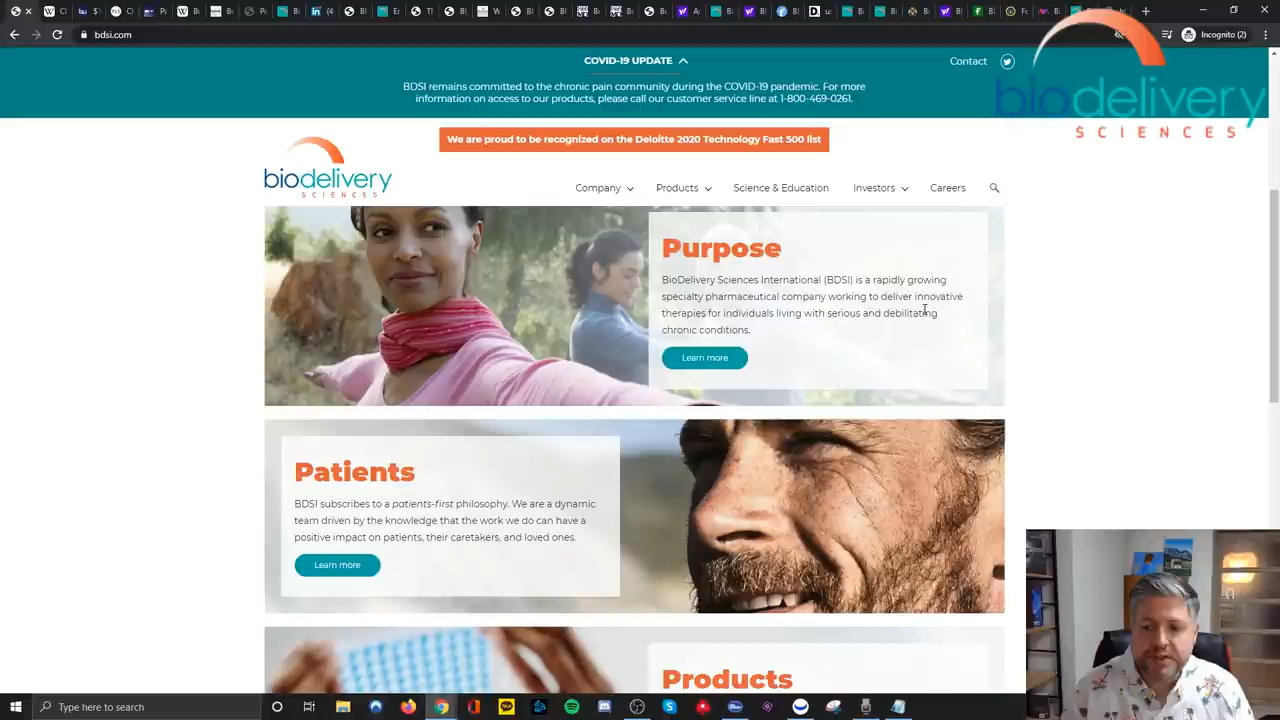 bdsi.com
Incognito (2)
COVID-19 UPDATE
Contact
BDSI remains committed to the chronic pain community during the COVID-19 pandemic. For more
information on access to our products, please call our customer service line at 1-800-469-0261.
biodelivery
SCIENCES
We are proud to be recognized on the Deloitte 2020 Technology Fast 500 list
biodelivery
SCIENCES
Company
Products
Science & Education
Investors
Careers
Purpose
BioDelivery Sciences International (BDSI) is a rapidly growing
specialty pharmaceutical company working to deliver innovative
therapies for individuals living with serious and debilitating
chronic conditions.
Learn more
Patients
BDSI subscribes to a patients-first philosophy. We are a dynamic
team driven by the knowledge that the work we do can have a
positive impact on patients, their caretakers, and loved ones.
Learn more
Products
Type here to search